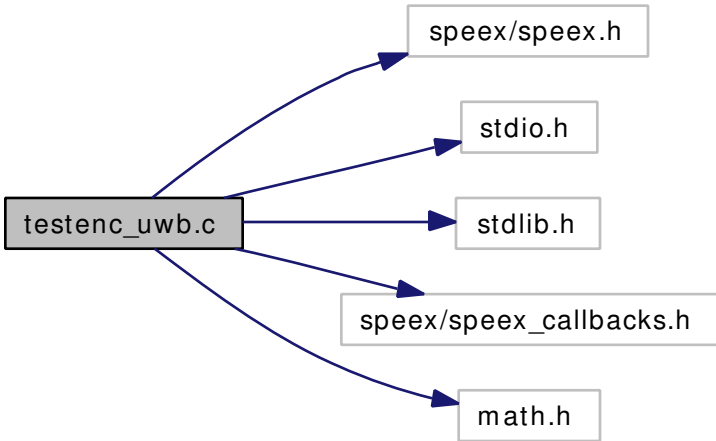 speex/speex.h
stdio.h
testenc_uwb.c
stdlib.h
speex/speex_callbacks.h
math.h